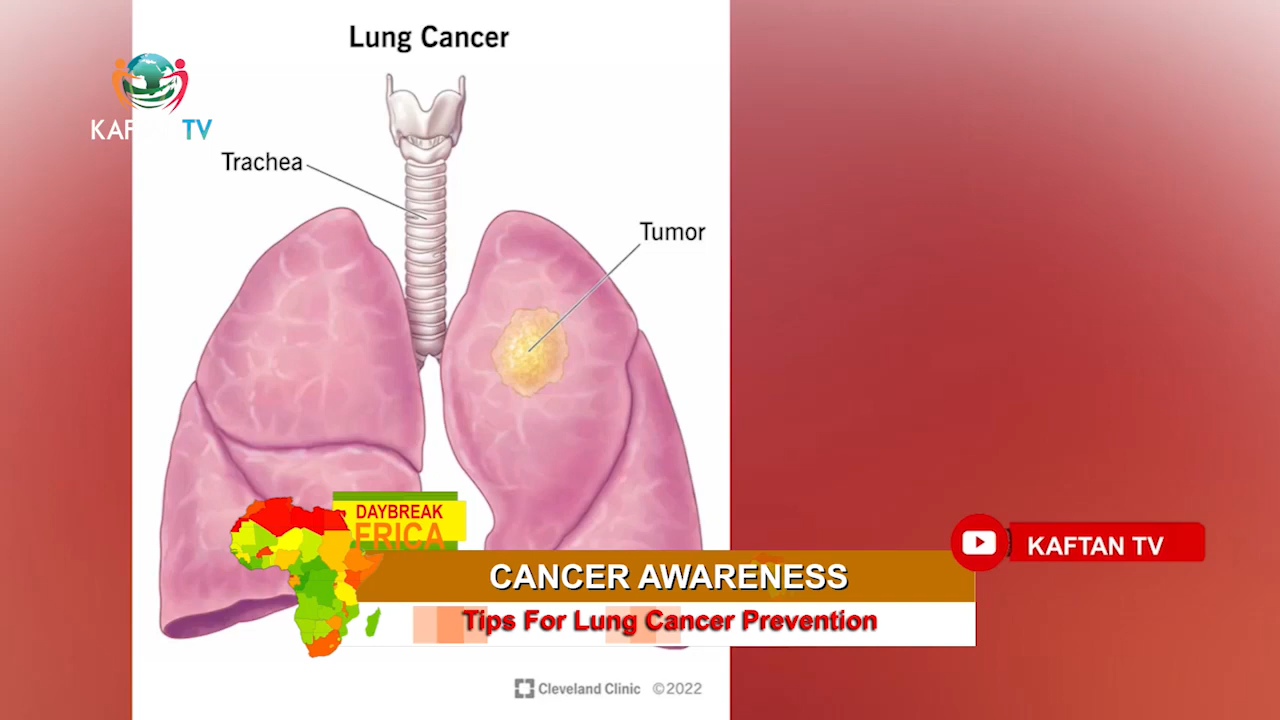 Lung Cancer
KAFTAN TV
Trachea
Tumor
DAYBREAK
AFRICA
KAFTAN TV
CANCER AWARENESS
Tips For Lung Cancer Prevention
Cleveland Clinic ©2022